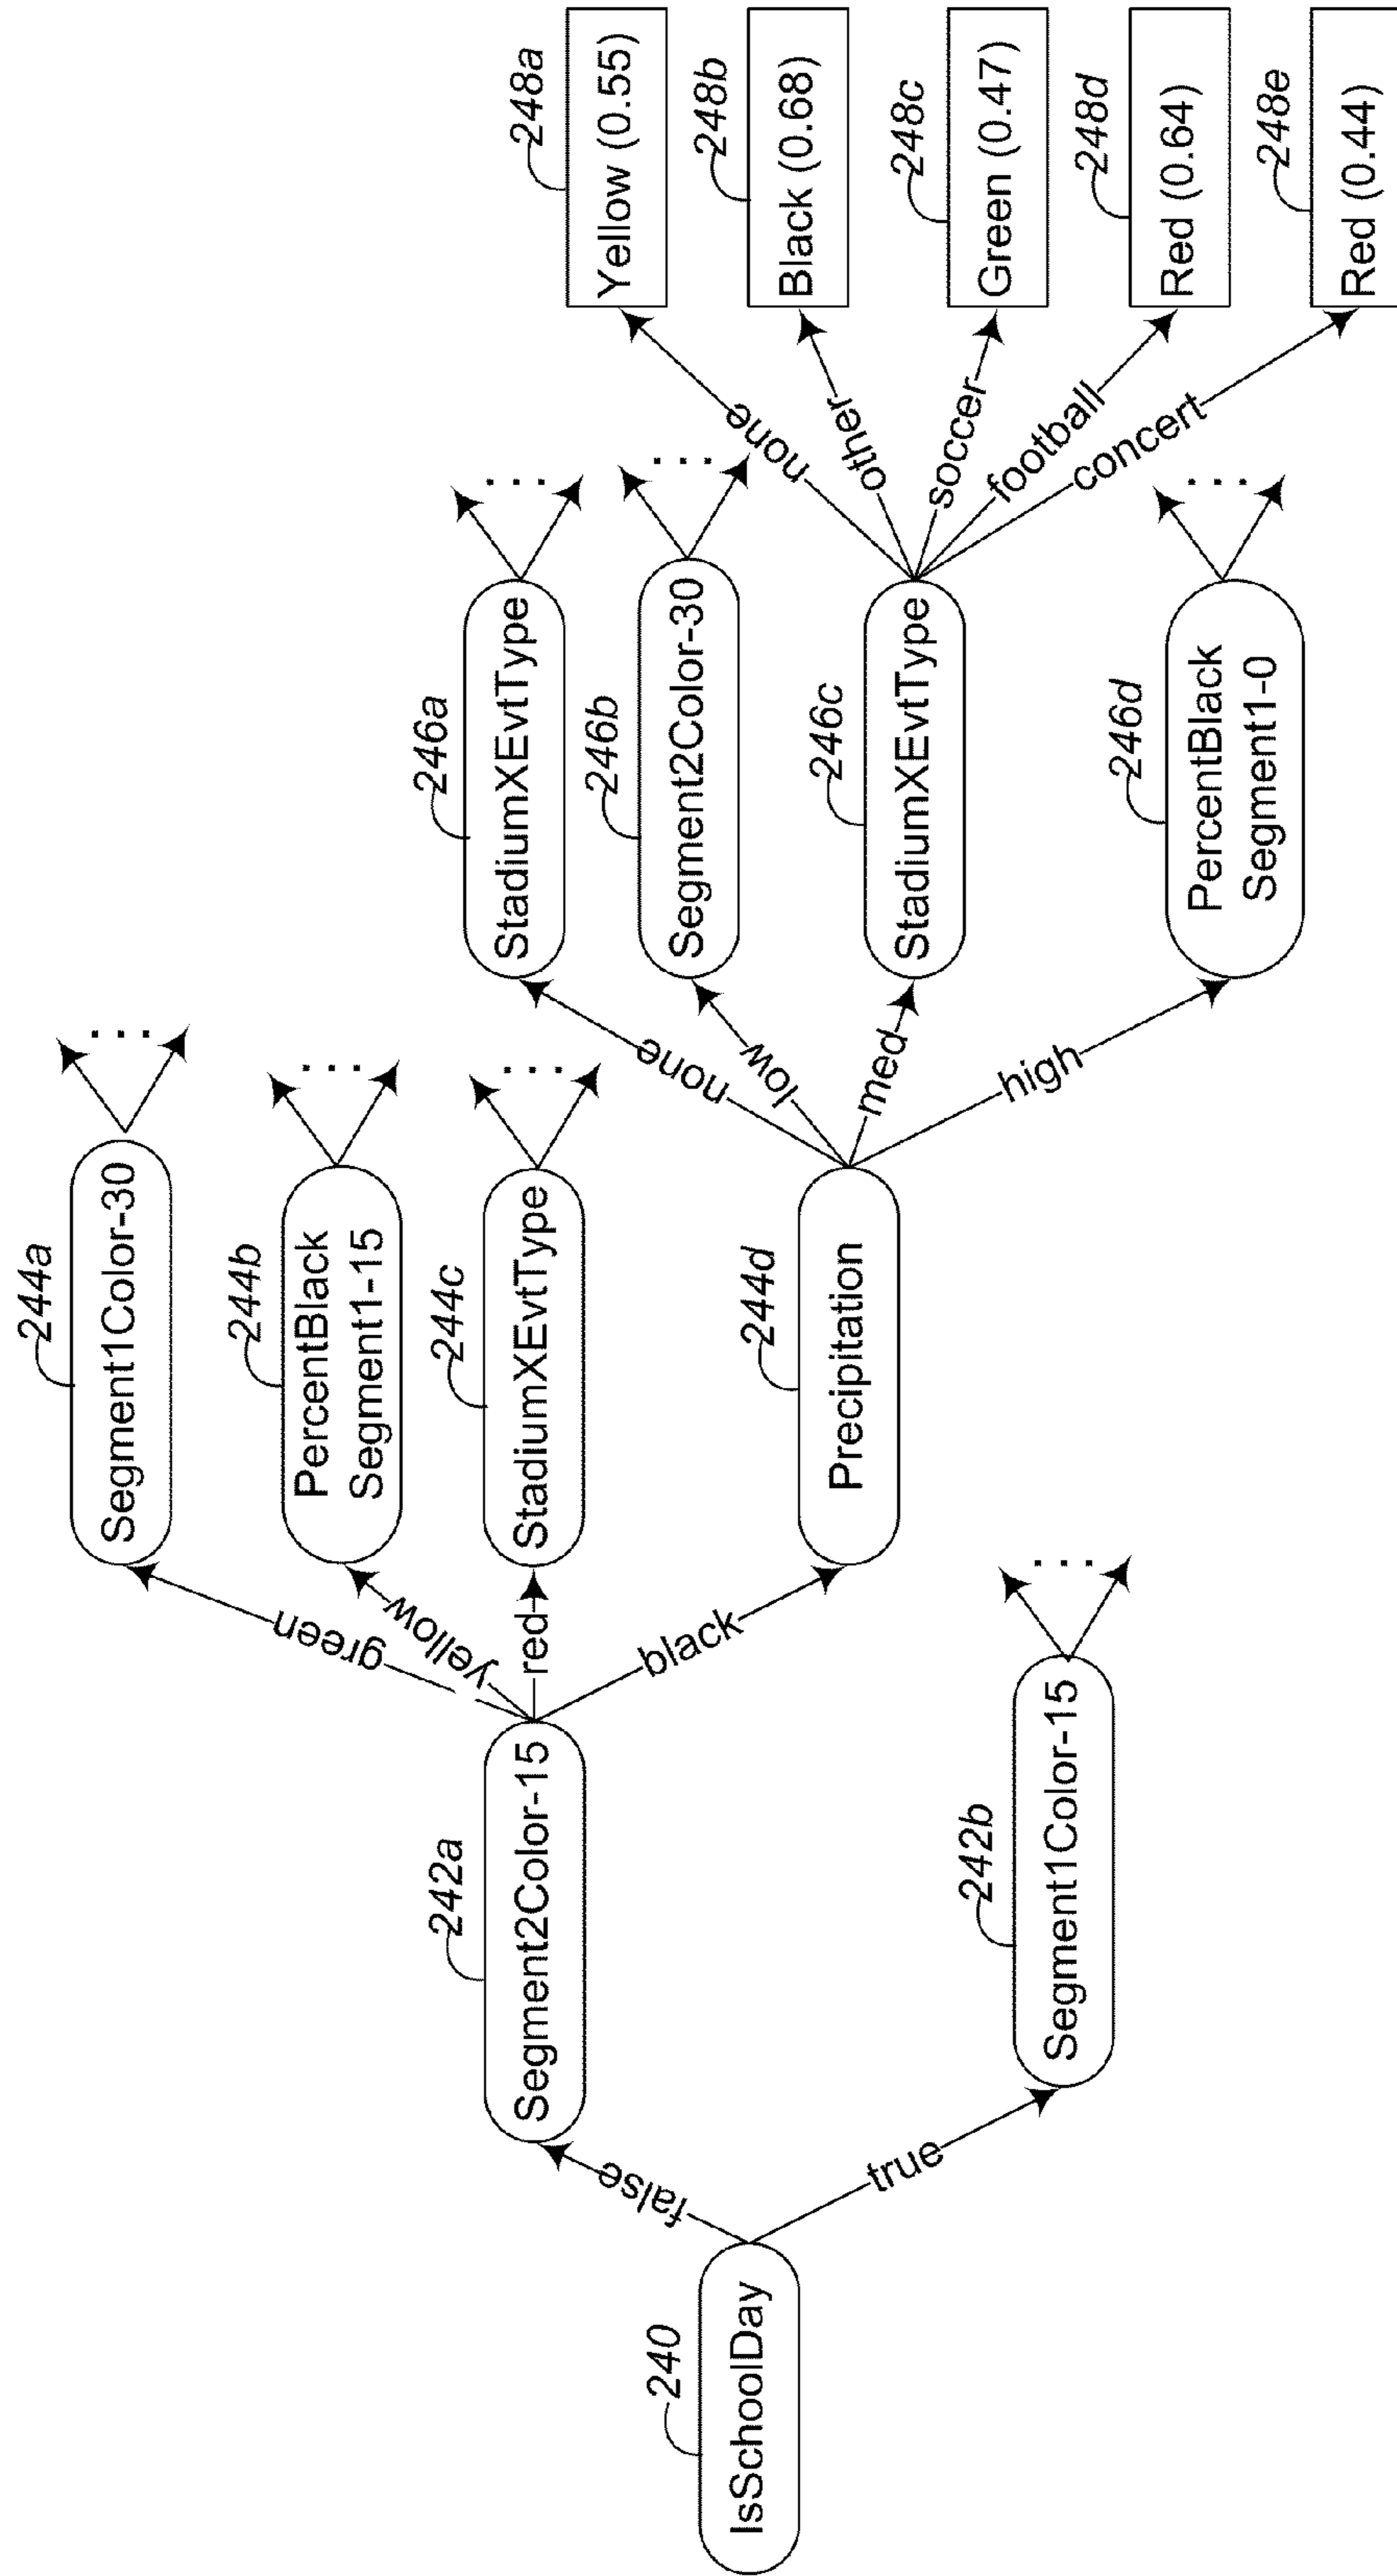 240
IsSchoolDay
false
true
242a
Segment2Color-15
242b
Segment1Color-15
green
yellow
red
black
244a
Segment1Color-30
244b
PercentBlack
Segment1-15
244c
StadiumXEvtType
244d
Precipitation
...
...
...
...
none
low
med
high
246a
StadiumXEvtType
246b
Segment2Color-30
246c
StadiumXEvtType
246d
PercentBlack
Segment1-0
...
...
...
none
other
soccer
football
concert
248a
Yellow (0.55)
248b
Black (0.68)
248c
Green (0.47)
248d
Red (0.64)
248e
Red (0.44)